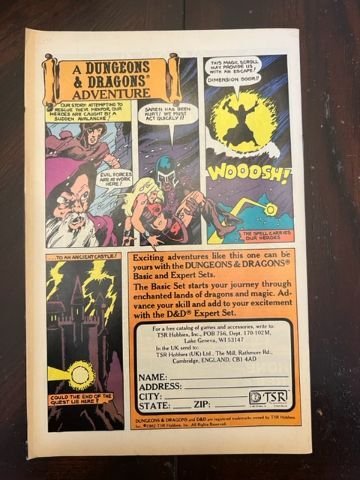 A DUNGEONS
& DRAGONS®
ADVENTURE
OUR STORY: ATTEMPTING TO
RESCUE THEIR MENTOR, OUR
HEROES ARE CAUGHT BY A
SUDDEN AVALANCHE!
EVIL FORCES
ARE AT WORK
HERE!
SAREN HAS BEEN
HURT! WE MUST
ACT QUICKLY!!
THIS MAGIC SCROLL
MAY PROVIDE US
WITH AN ESCAPE!
DIMENSION DOOR!!
WOOOSH!
THE SPELL CARRIES
OUR HEROES
TO AN ANCIENT CASTLE!
COULD THE END OF THE
QUEST LIE HERE?
Exciting adventures like this one can be
yours with the DUNGEONS & DRAGONS®
Basic and Expert Sets.
The Basic Set starts your journey through
enchanted lands of dragons and magic. Ad-
vance your skill and add to your excitement
with the D&D® Expert Set.
For a free catalog of games and accessories, write to:
TSR Hobbies, Inc., POB 756, Dept. 170-102M,
Lake Geneva, WI 53147
In the UK send to:
TSR Hobbies (UK) Ltd., The Mill, Rathmore Rd.,
Cambridge, ENGLAND, CB1 4AD
NAME:
ADDRESS:
CITY:
STATE: ZIP:
TSR
DUNGEONS & DRAGONS and D&D are registered trademarks owned by TSR Hobbies,
Inc. ©1982 TSR Hobbies, Inc. All Rights Reserved.